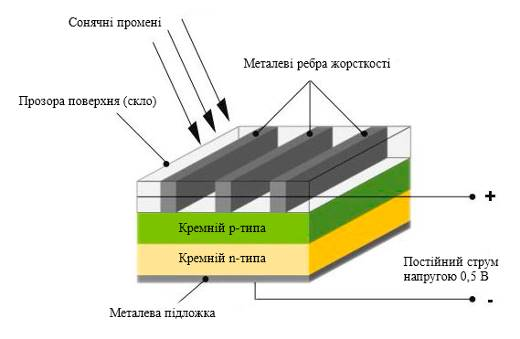 Сонячні промені
Металеві ребра жорсткості
Прозора поверхня (скло)
+
Кремній p-типа
Кремній n-типа
Постійний струм
напругою 0,5 В
-
Металева підложка